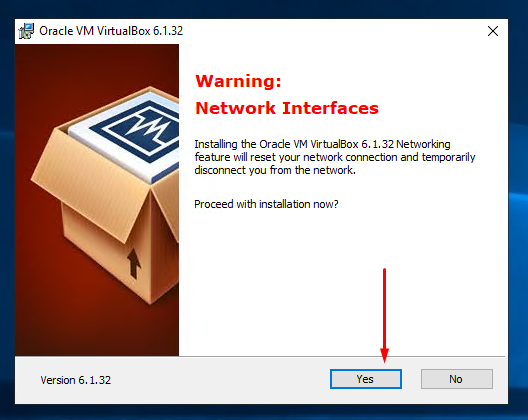 Oracle VM VirtualBox 6.1.32
Warning:
Network Interfaces
Installing the Oracle VM VirtualBox 6.1.32 Networking
feature will reset your network connection and temporarily
disconnect you from the network.
Proceed with installation now?
Version 6.1.32
Yes
No